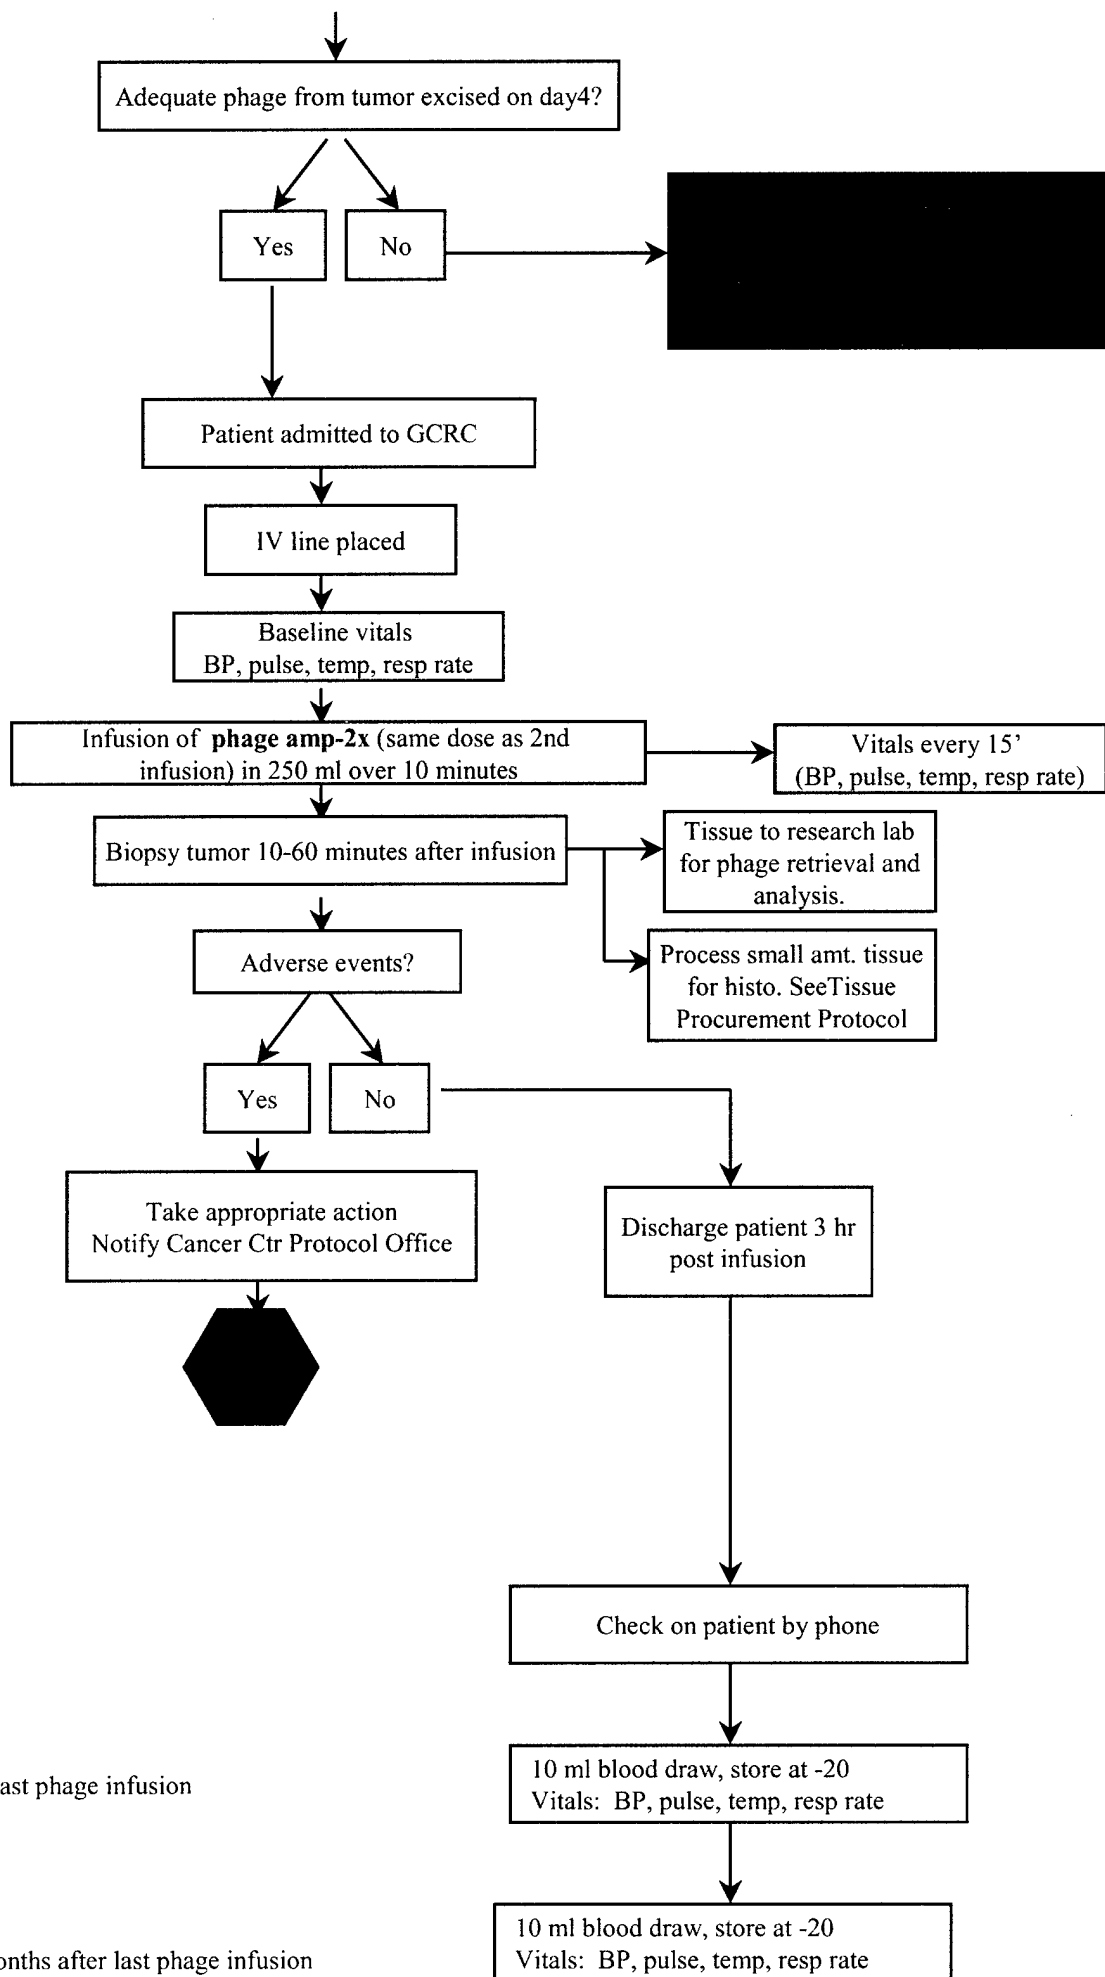 Adequate phage from tumor excised on day4?
Yes
No
Patient admitted to GCRC
IV line placed
Baseline vitals
BP, pulse, temp, resp rate
Infusion of phage amp-2x (same dose as 2nd
infusion) in 250 ml over 10 minutes
Vitals every 15'
(BP, pulse, temp, resp rate)
Biopsy tumor 10-60 minutes after infusion
Tissue to research lab
for phage retrieval and
analysis.
Process small amt. tissue
for histo. SeeTissue
Procurement Protocol
Adverse events?
Yes
No
Take appropriate action
Notify Cancer Ctr Protocol Office
Discharge patient 3 hr
post infusion
Check on patient by phone
10 ml blood draw, store at -20
Vitals: BP, pulse, temp, resp rate
ast phage infusion
10 ml blood draw, store at -20
Vitals: BP, pulse, temp, resp rate
onths after last phage infusion